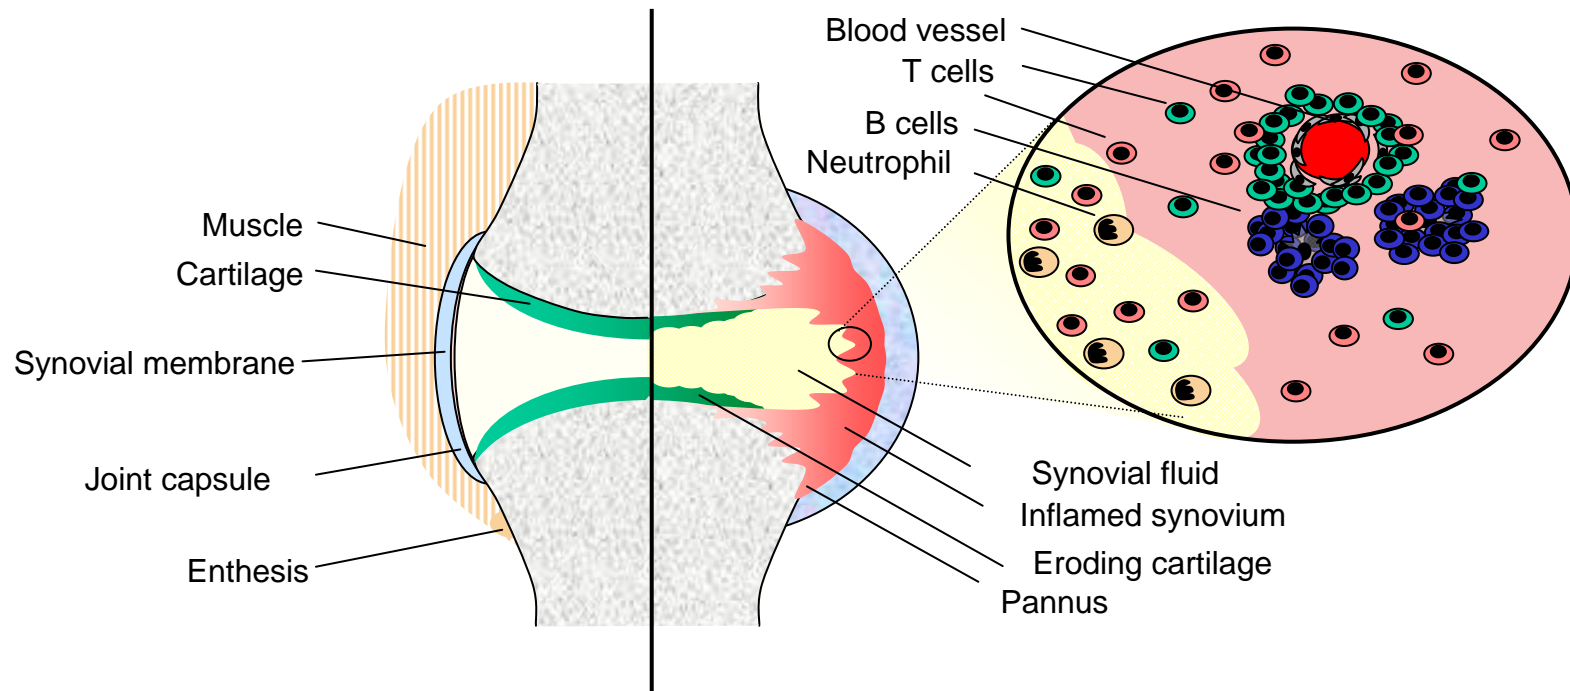 Muscle
Cartilage
Synovial membrane
Joint capsule
Enthesis
Blood vessel
T cells
B cells
Neutrophil
Synovial fluid
Inflamed synovium
Eroding cartilage
Pannus